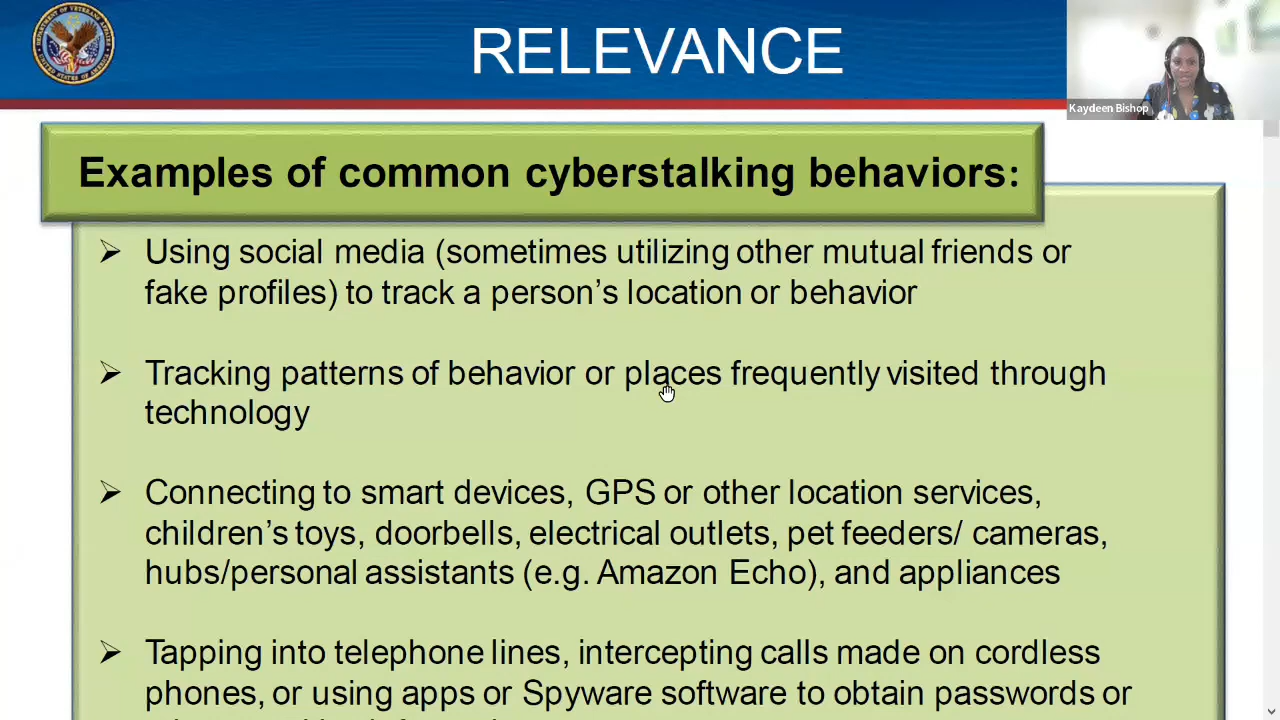 RELEVANCE
Kaydeen Bishop
Examples of common cyberstalking behaviors:
➢ Using social media (sometimes utilizing other mutual friends or
fake profiles) to track a person's location or behavior
➢ Tracking patterns of behavior or places frequently visited through
technology
➢ Connecting to smart devices, GPS or other location services,
children's toys, doorbells, electrical outlets, pet feeders/ cameras,
hubs/personal assistants (e.g. Amazon Echo), and appliances
➢ Tapping into telephone lines, intercepting calls made on cordless
phones, or using apps or Spyware software to obtain passwords or